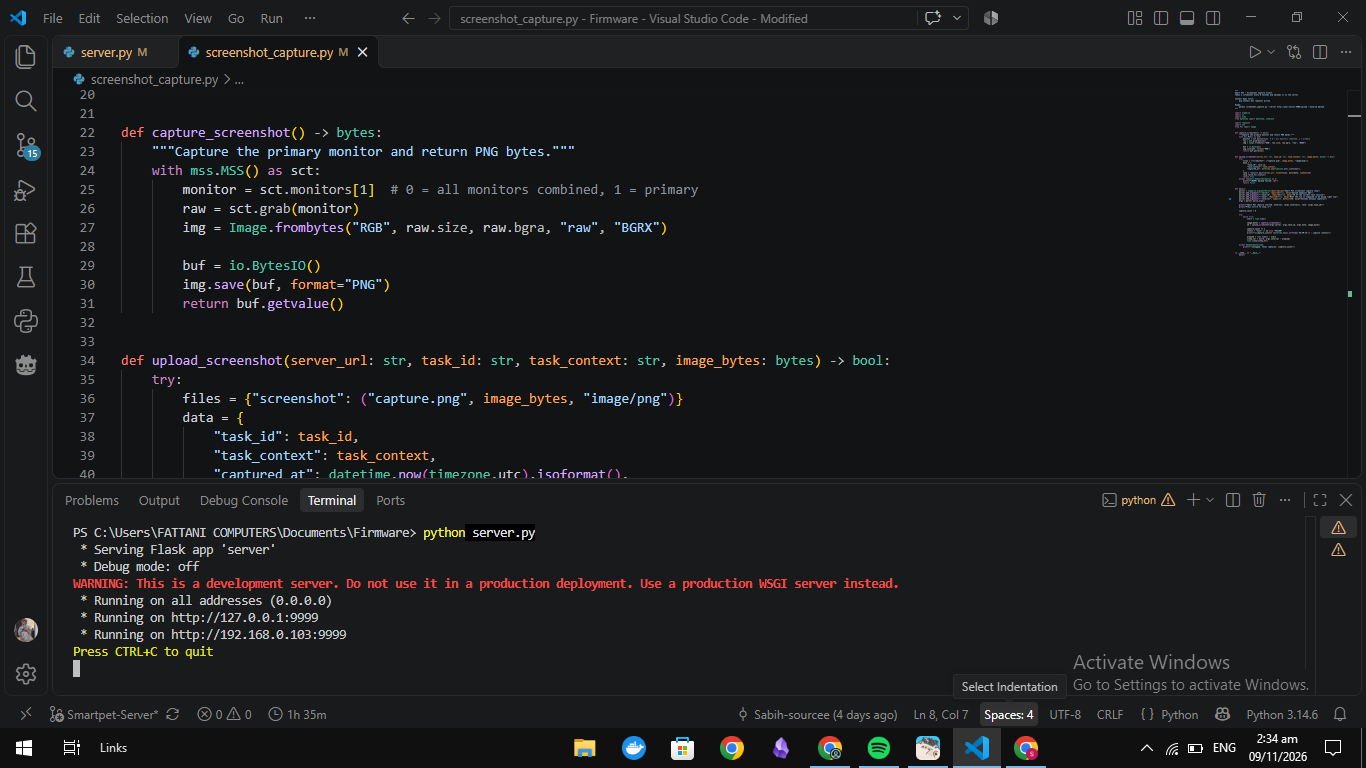 File Edit Selection View Go Run ···
screenshot_capture.py - Firmware - Visual Studio Code - Modified
server.py M
screenshot_capture.py M
screenshot_capture.py > ...
20
21
22 def capture_screenshot() -> bytes:
23 """Capture the primary monitor and return PNG bytes."""
24 with mss.MSS() as sct:
25 monitor = sct.monitors[1]  # 0 = all monitors combined, 1 = primary
26 raw = sct.grab(monitor)
27 img = Image.frombytes("RGB", raw.size, raw.bgra, "raw", "BGRX")
28
29 buf = io.BytesIO()
30 img.save(buf, format="PNG")
31 return buf.getvalue()
32
33
34 def upload_screenshot(server_url: str, task_id: str, task_context: str, image_bytes: bytes) -> bool:
35 try:
36 files = {"screenshot": ("capture.png", image_bytes, "image/png")}
37 data = {
38 "task_id": task_id,
39 "task_context": task_context,
40 "captured_at": datetime.now(timezone.utc).isoformat(),
Problems Output Debug Console Terminal Ports
python
PS C:\Users\FATTANI COMPUTERS\Documents\Firmware> python server.py
* Serving Flask app 'server'
* Debug mode: off
WARNING: This is a development server. Do not use it in a production deployment. Use a production WSGI server instead.
* Running on all addresses (0.0.0.0)
* Running on http://127.0.0.1:9999
* Running on http://192.168.0.103:9999
Press CTRL+C to quit
15
Activate Windows
Go to Settings to activate Windows.
Select Indentation
Smartpet-Server* 0 0 1h 35m Sabih-sourcee (4 days ago) Ln 8, Col 7 Spaces: 4 UTF-8 CRLF { } Python Python 3.14.6
Links
ENG
2:34 am
09/11/2026